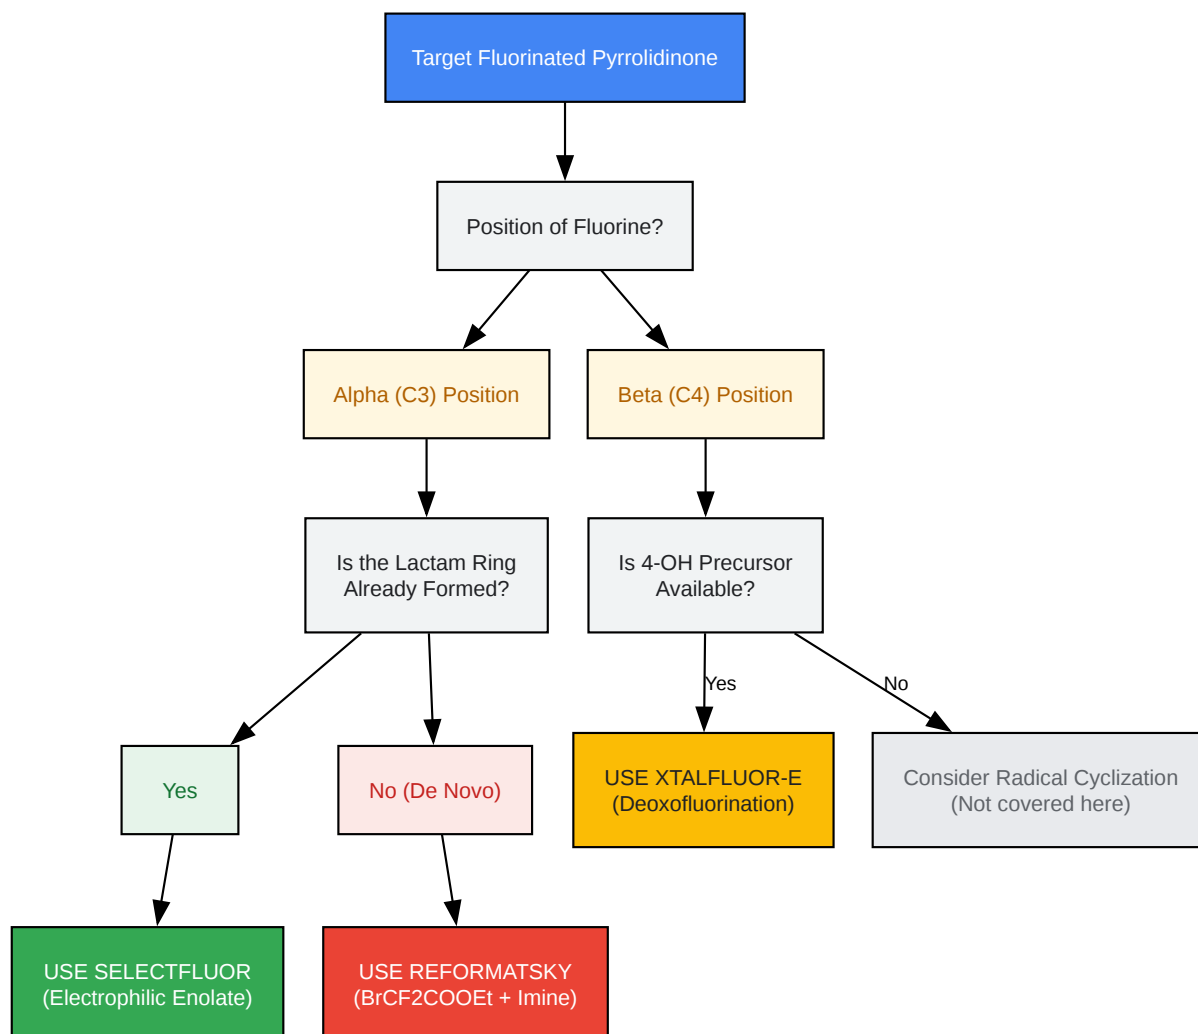 Target Fluorinated Pyrrolidinone
Position of Fluorine?
Alpha (C3) Position
Beta (C4) Position
Is the Lactam Ring
Already Formed?
Is 4-OH Precursor
Available?
Yes
No
Yes
No (De Novo)
USE XTALFLUOR-E
(Deoxofluorination)
Consider Radical Cyclization
(Not covered here)
USE SELECTFLUOR
(Electrophilic Enolate)
USE REFORMATSKY
(BrCF2COOEt + Imine)